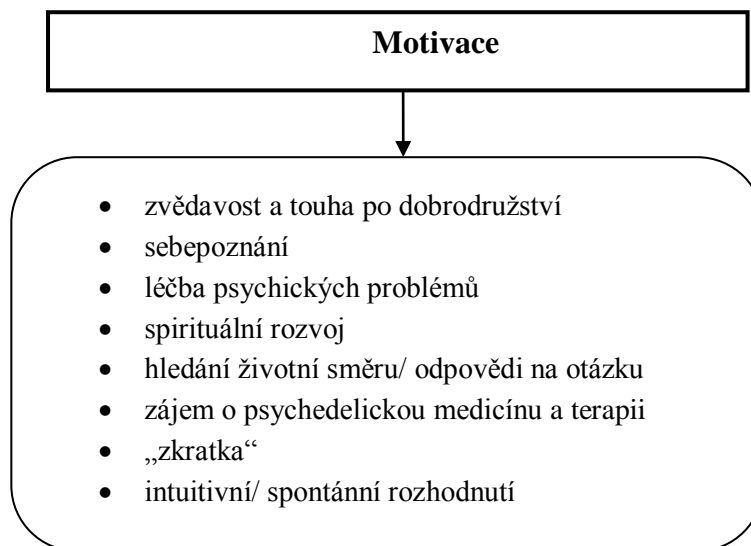 Motivace
• zvědavost a touha po dobrodružství
• sebepoznání
• léčba psychických problémů
• spirituální rozvoj
• hledání životní směru/ odpovědi na otázku
• zájem o psychedelickou medicínu a terapii
• „zkratka“
• intuitivní/ spontánní rozhodnutí